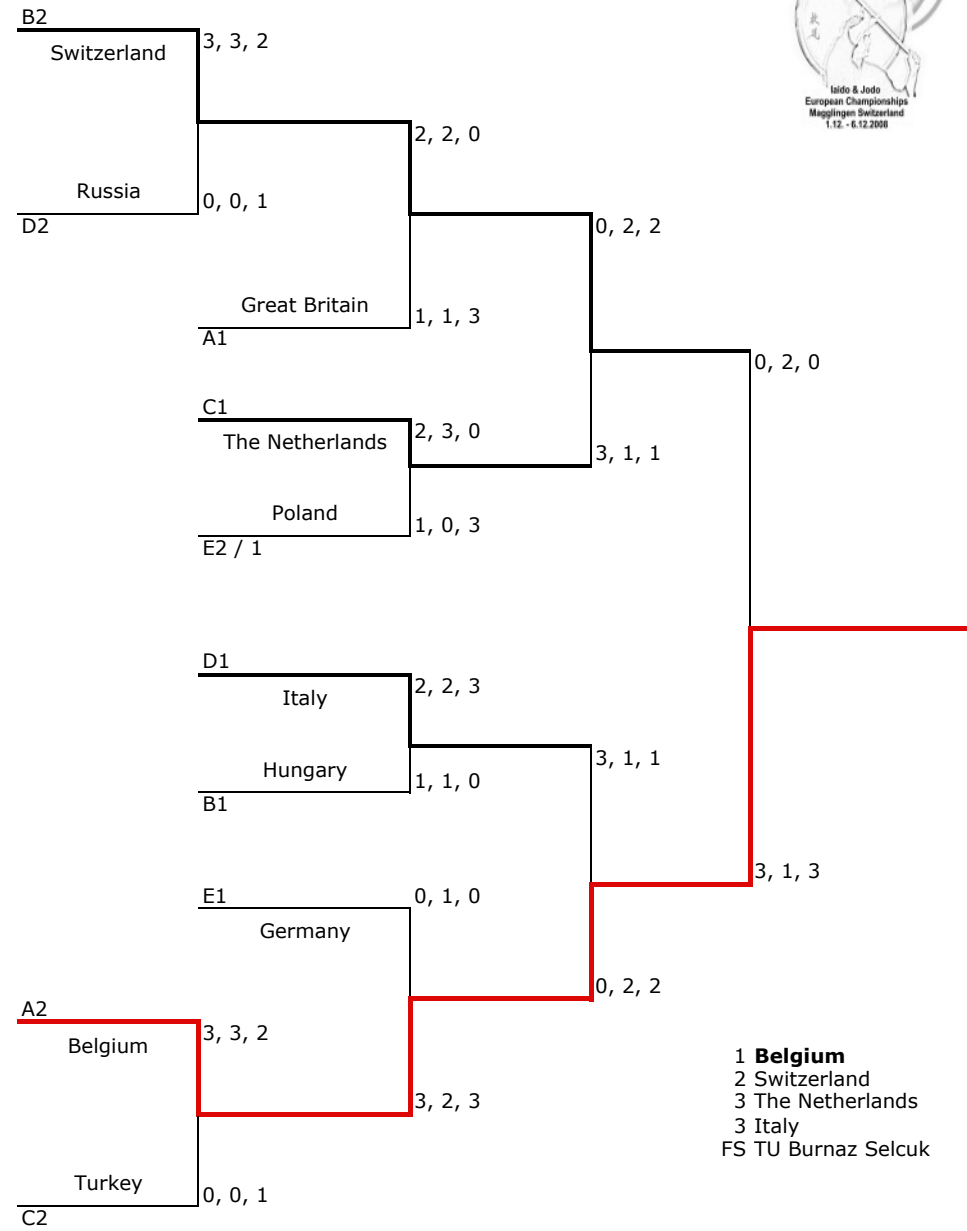 B2
Switzerland
3, 3, 2
Russia
0, 0, 1
D2
2, 2, 0
Great Britain
1, 1, 3
A1
0, 2, 2
C1
The Netherlands
2, 3, 0
Poland
1, 0, 3
E2 / 1
3, 1, 1
0, 2, 0
D1
Italy
2, 2, 3
Hungary
1, 1, 0
B1
3, 1, 1
E1
0, 1, 0
Germany
A2
Belgium
3, 3, 2
3, 2, 3
Turkey
0, 0, 1
C2
0, 2, 2
3, 1, 3
1 Belgium
2 Switzerland
3 The Netherlands
3 Italy
FS TU Burnaz Selcuk
Iaido & Jodo
European Championships
Magglingen Switzerland
1.12. - 6.12.2008